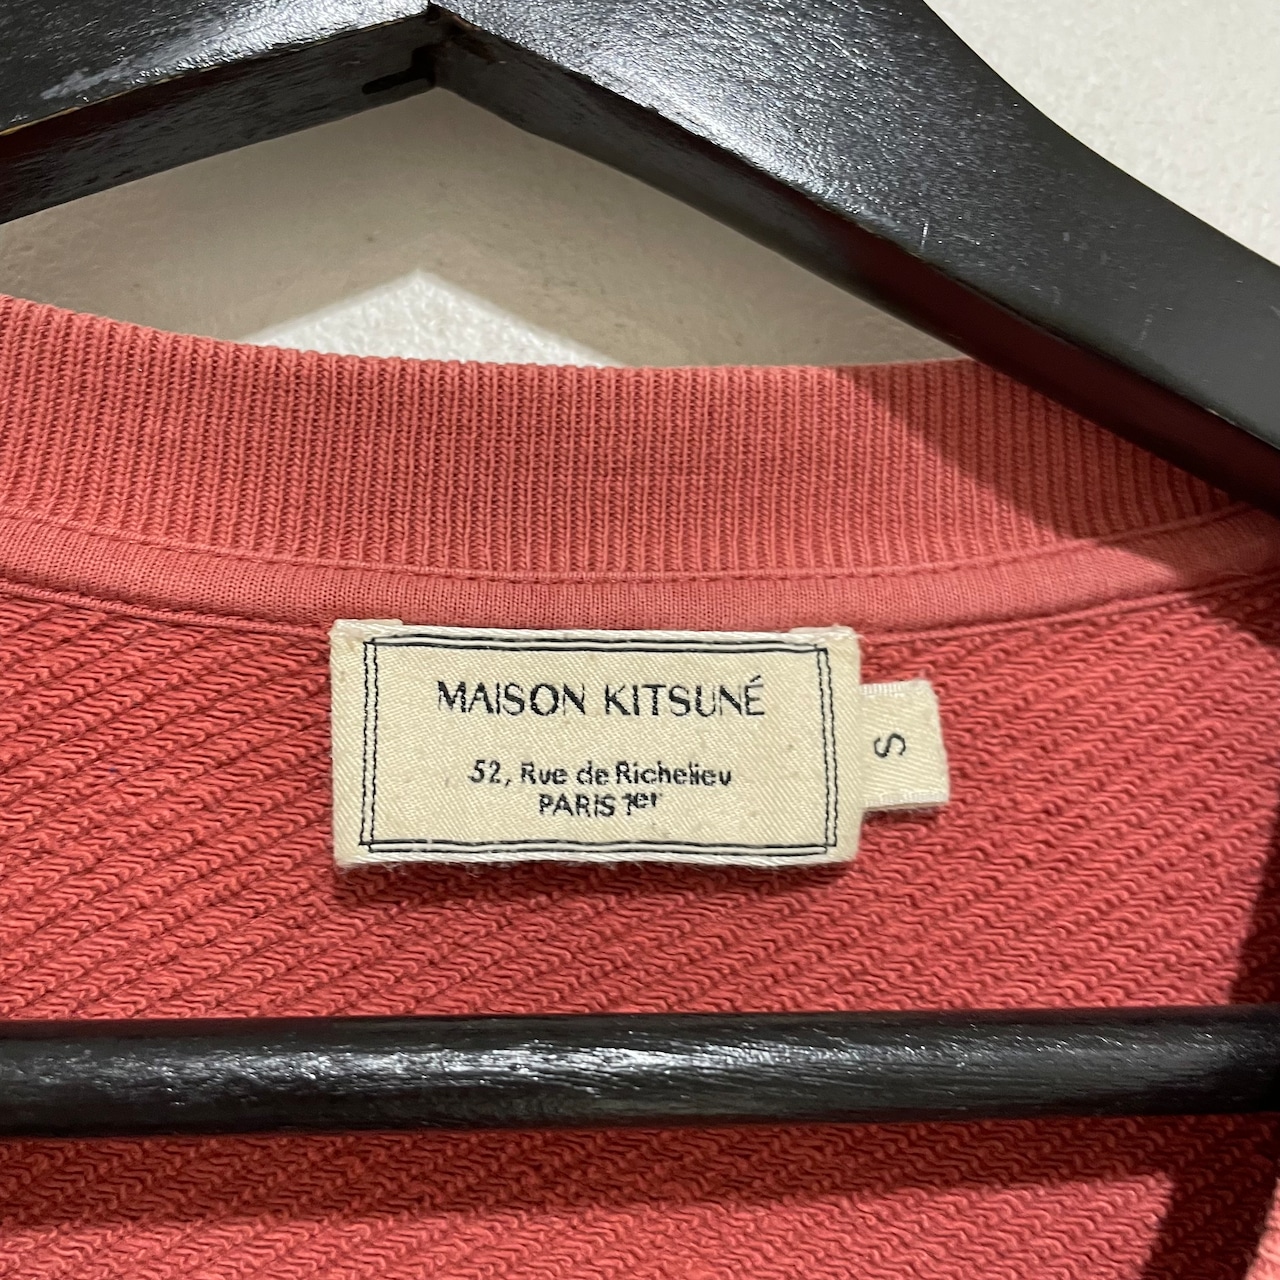 MAISON KITSUNÉ
52, Rue de Richelieu
PARIS 1er
S